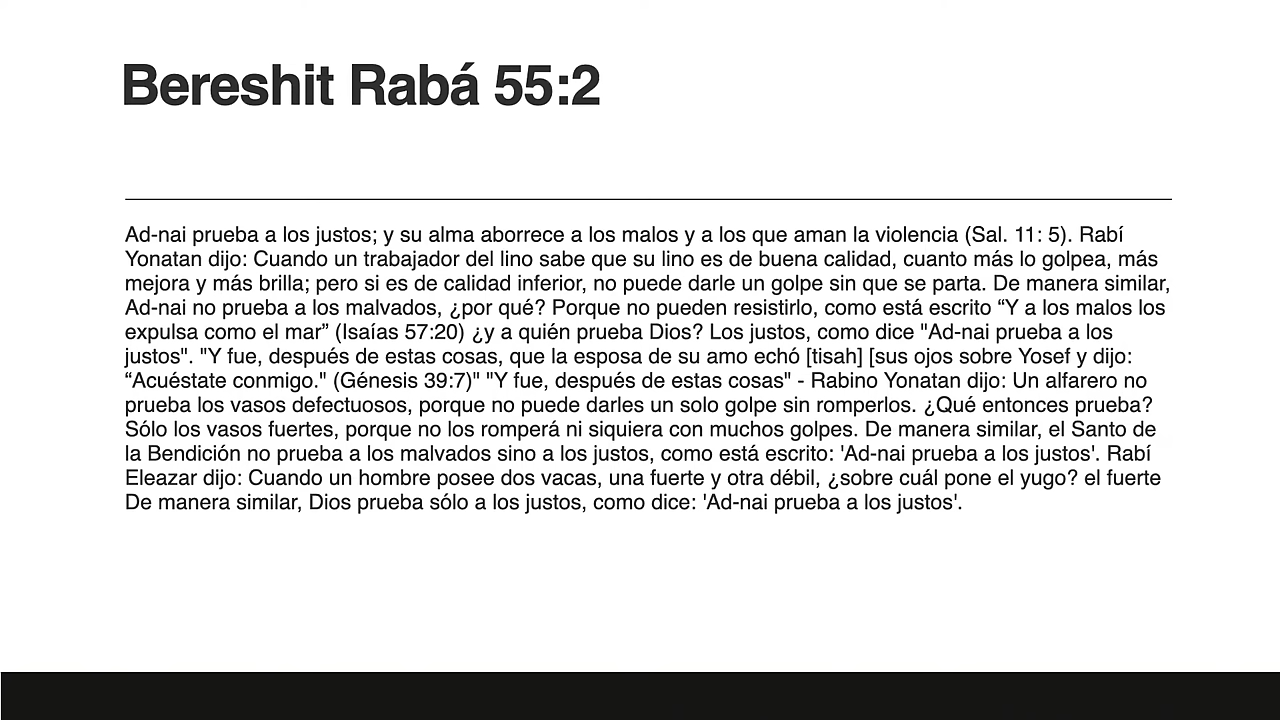 Bereshit Rabá 55:2
Ad-nai prueba a los justos; y su alma aborrece a los malos y a los que aman la violencia (Sal. 11: 5). Rabí
Yonatan dijo: Cuando un trabajador del lino sabe que su lino es de buena calidad, cuanto más lo golpea, más
mejora y más brilla; pero si es de calidad inferior, no puede darle un golpe sin que se parta. De manera similar,
Ad-nai no prueba a los malvados, ¿por qué? Porque no pueden resistirlo, como está escrito “Y a los malos los
expulsa como el mar” (Isaías 57:20) ¿y a quién prueba Dios? Los justos, como dice "Ad-nai prueba a los
justos". "Y fue, después de estas cosas, que la esposa de su amo echó [tisah] [sus ojos sobre Yosef y dijo:
“Acuéstate conmigo." (Génesis 39:7)" "Y fue, después de estas cosas" - Rabino Yonatan dijo: Un alfarero no
prueba los vasos defectuosos, porque no puede darles un solo golpe sin romperlos. ¿Qué entonces prueba?
Sólo los vasos fuertes, porque no los romperá ni siquiera con muchos golpes. De manera similar, el Santo de
la Bendición no prueba a los malvados sino a los justos, como está escrito: 'Ad-nai prueba a los justos'. Rabí
Eleazar dijo: Cuando un hombre posee dos vacas, una fuerte y otra débil, ¿sobre cuál pone el yugo? el fuerte
De manera similar, Dios prueba sólo a los justos, como dice: 'Ad-nai prueba a los justos'.